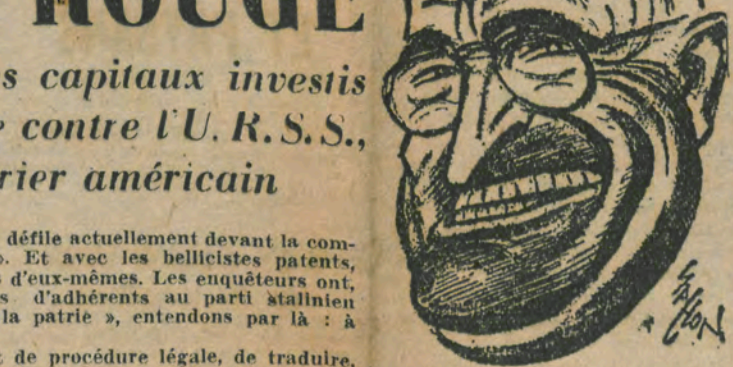 ROUGE
s capitaux investis
contre l'U. R. S. S.,
rier américain
défile actuellement devant la com-
». Et avec les bellicistes patents,
s d'eux-mêmes. Les enquêteurs ont,
s d'adhérents au parti stalinien
la patrie », entendons par là : à
de procédure légale, de traduire,